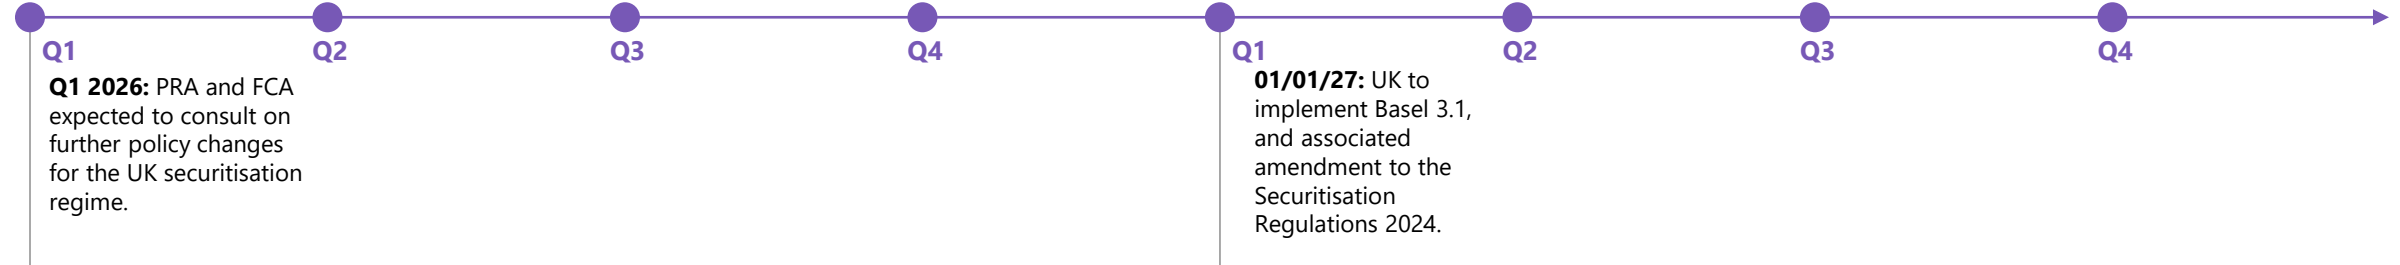 Q1 Q2 Q3 Q4 Q1 Q2 Q3 Q4
Q1 2026: PRA and FCA
expected to consult on
further policy changes
for the UK securitisation
regime.
01/01/27: UK to
implement Basel 3.1,
and associated
amendment to the
Securitisation
Regulations 2024.